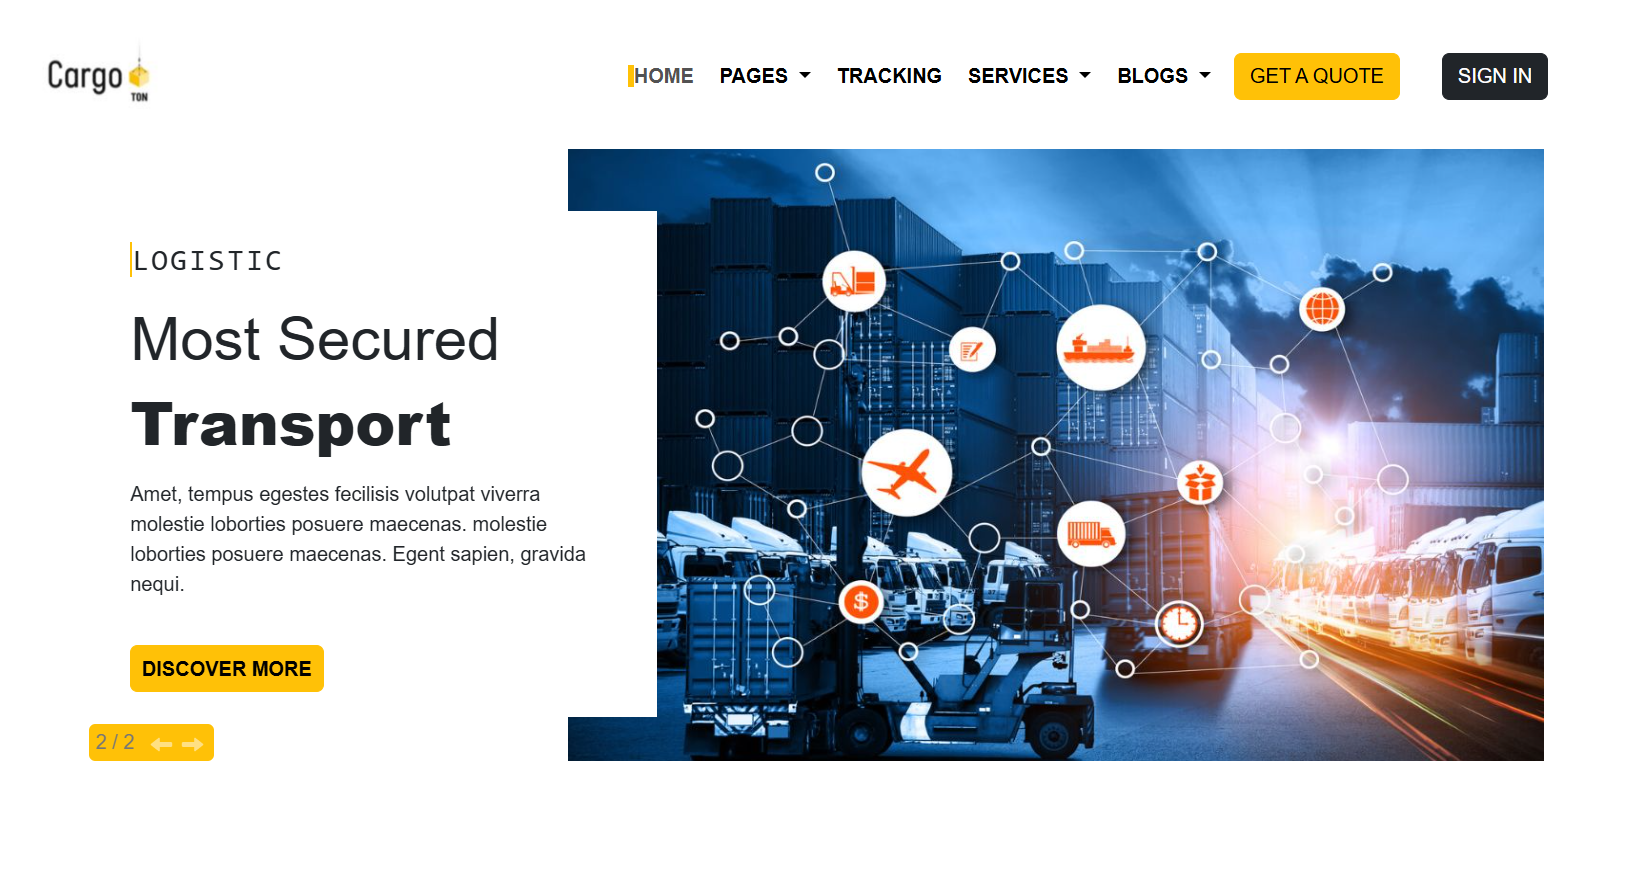 Cargo
TON
HOME PAGES TRACKING SERVICES BLOGS GET A QUOTE SIGN IN
LOGISTIC
Most Secured
Transport
Amet, tempus egestes fecilisis volutpat viverra
molestie loborties posuere maecenas. molestie
loborties posuere maecenas. Egent sapien, gravida
nequi.
DISCOVER MORE
2 / 2
$